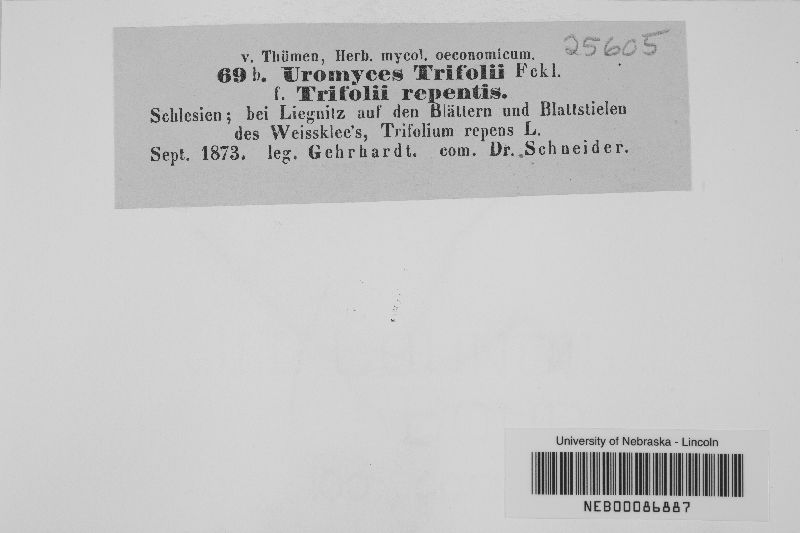 v. Thümen, Herb. mycol. oeconomicum. 25605
69 b. Uromyces Trifolii Fckl.
f. Trifolii repentis.
Schlesien; bei Liegnitz auf den Blättern und Blattstielen
des Weissklee's, Trifolium repens L.
Sept. 1873. leg. Gehrhardt. com. Dr. Schneider.
University of Nebraska - Lincoln
NEB00086887